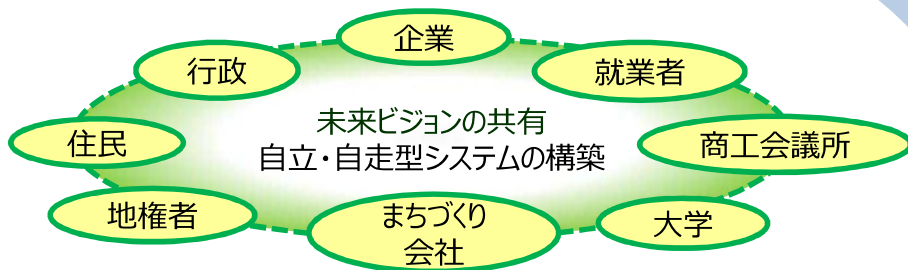 企業
行政
就業者
未来ビジョンの共有
住民
自立・自走型システムの構築
商工会議所
地権者
まちづくり
会社
大学